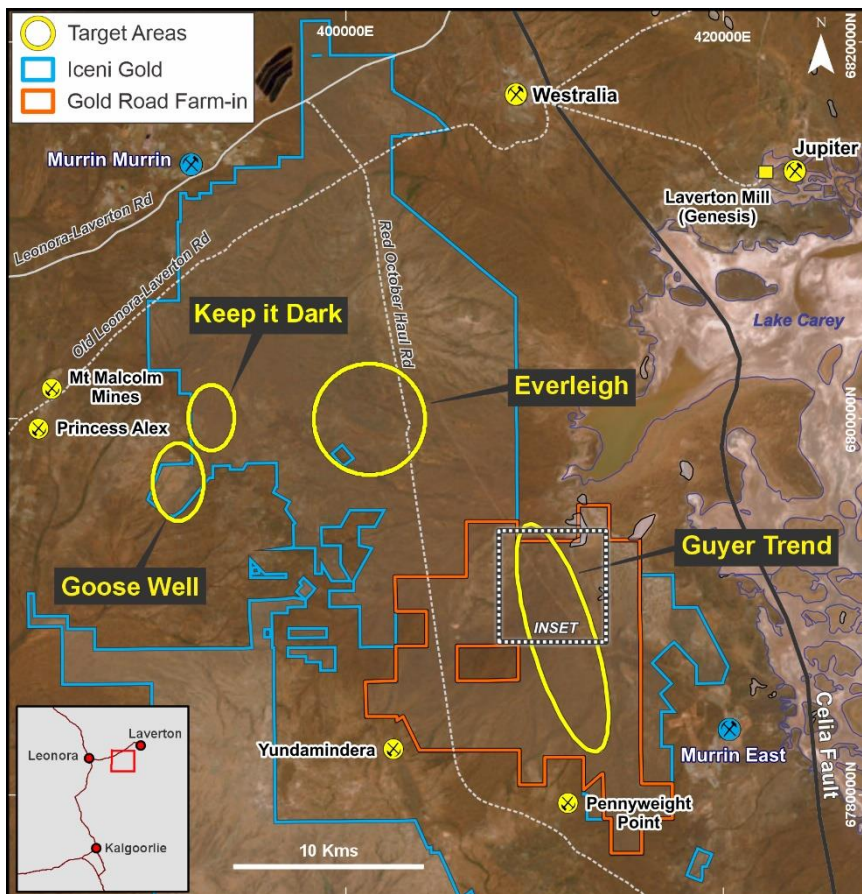 Target Areas
Iceni Gold
Gold Road Farm-in
400000E
420000E
N
6820000N
Westralia
Murrin Murrin
Jupiter
Laverton Mill
(Genesis)
Leonora-Laverton Rd
Old Leonora-Laverton Rd
Red October Haul Rd
Keep it Dark
Lake Carey
Everleigh
Mt Malcolm
Mines
Princess Alex
6800000N
Guyer Trend
Goose Well
INSET
Celia Fault
Yundamindera
Murrin East
Pennyweight
Point
6780000N
Laverton
Leonora
Kalgoorlie
10 Kms